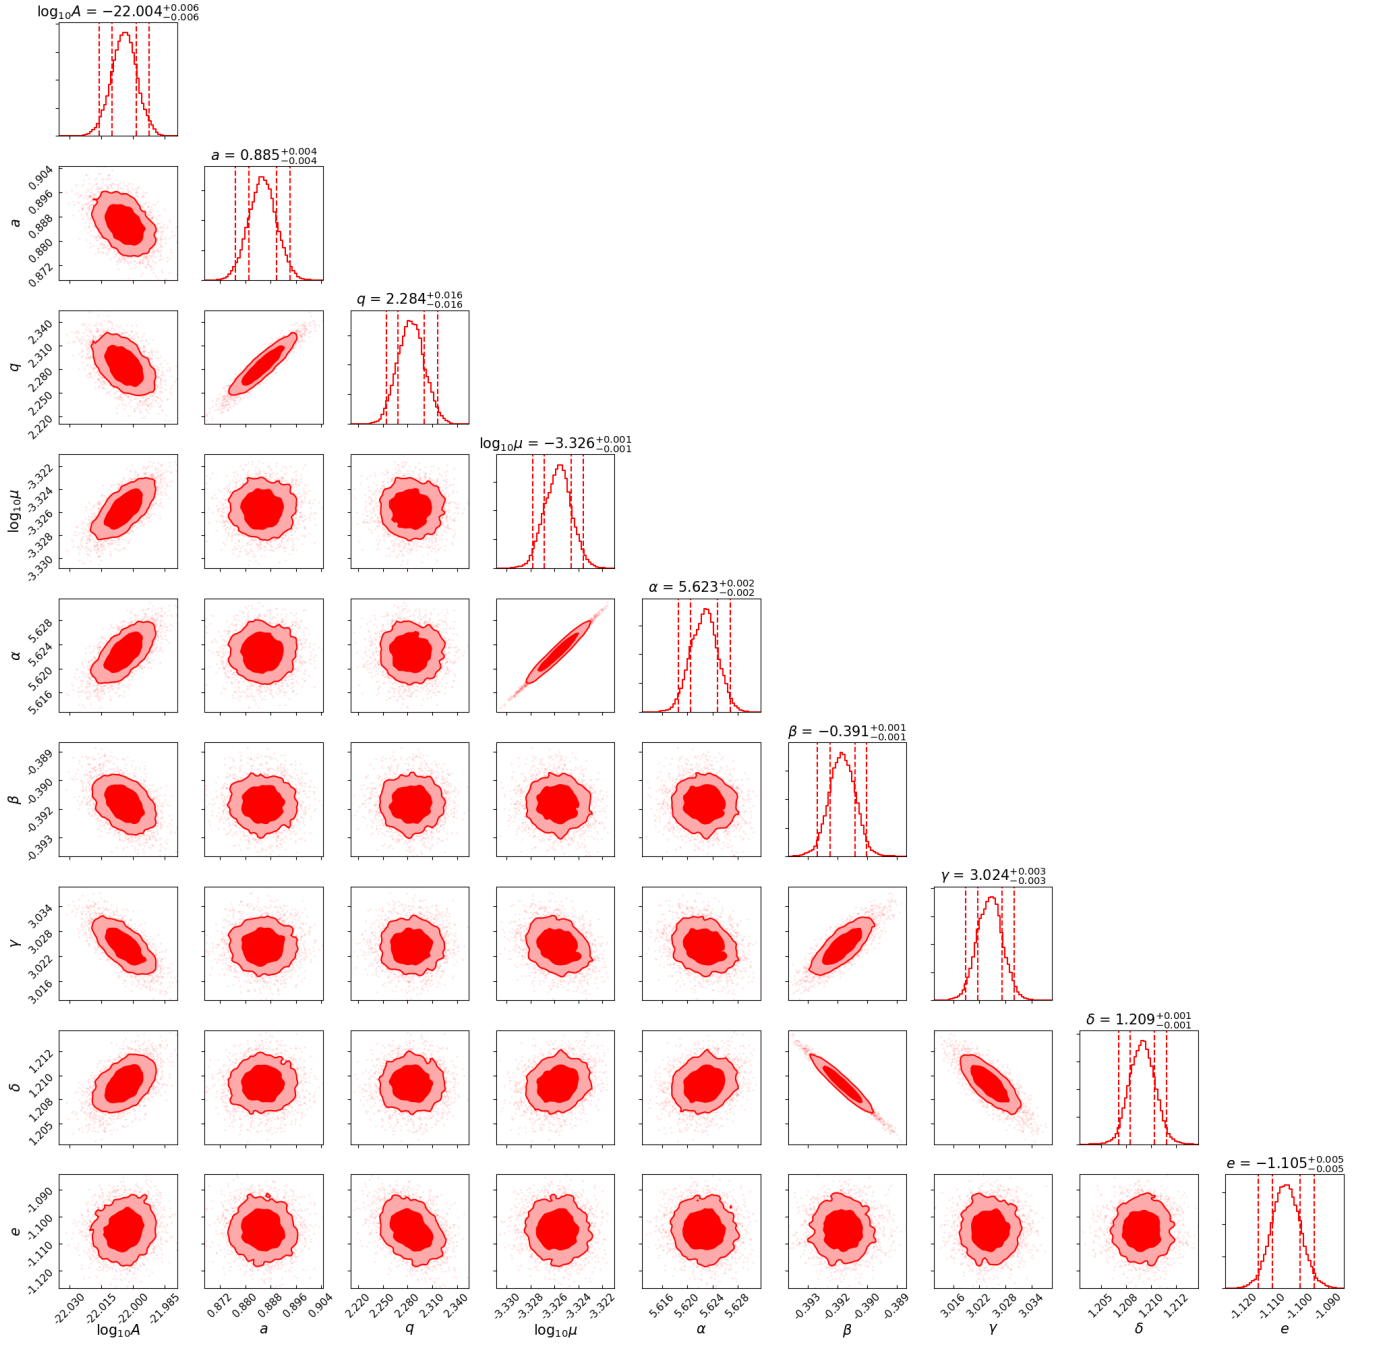 log₁₀A = −22.004 +0.006 −0.006
a = 0.885 +0.004 −0.004
0.904
0.896
0.888
0.880
0.872
a
q = 2.284 +0.016 −0.016
2.340
2.310
2.280
2.250
2.220
q
log₁₀μ = −3.326 +0.001 −0.001
-3.322
-3.324
-3.326
-3.328
-3.330
log₁₀μ
α = 5.623 +0.002 −0.002
5.628
5.624
5.620
5.616
α
β = −0.391 +0.001 −0.001
-0.389
-0.390
-0.392
-0.393
β
γ = 3.024 +0.003 −0.003
3.034
3.028
3.022
3.016
γ
δ = 1.209 +0.001 −0.001
1.212
1.210
1.208
1.205
δ
e = −1.105 +0.005 −0.005
-1.090
-1.100
-1.110
-1.120
e
-22.030 -22.015 -22.000 -21.985 0.872 0.880 0.888 0.896 0.904 2.220 2.250 2.280 2.310 2.340 -3.330 -3.328 -3.326 -3.324 -3.322 5.616 5.620 5.624 5.628 -0.393 -0.392 -0.390 -0.389 3.016 3.022 3.028 3.034 1.205 1.208 1.210 1.212 -1.120 -1.110 -1.100 -1.090
log₁₀A a q log₁₀μ α β γ δ e